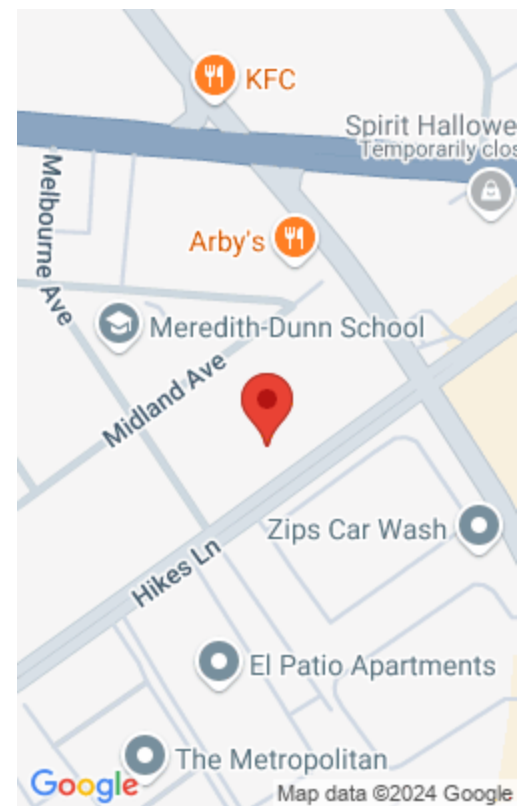 KFC
Spirit Hallowe
Temporarily clos
Melbourne Ave
Arby's
Meredith-Dunn School
Midland Ave
Zips Car Wash
Hikes Ln
El Patio Apartments
The Metropolitan
Google
Map data ©2024 Google